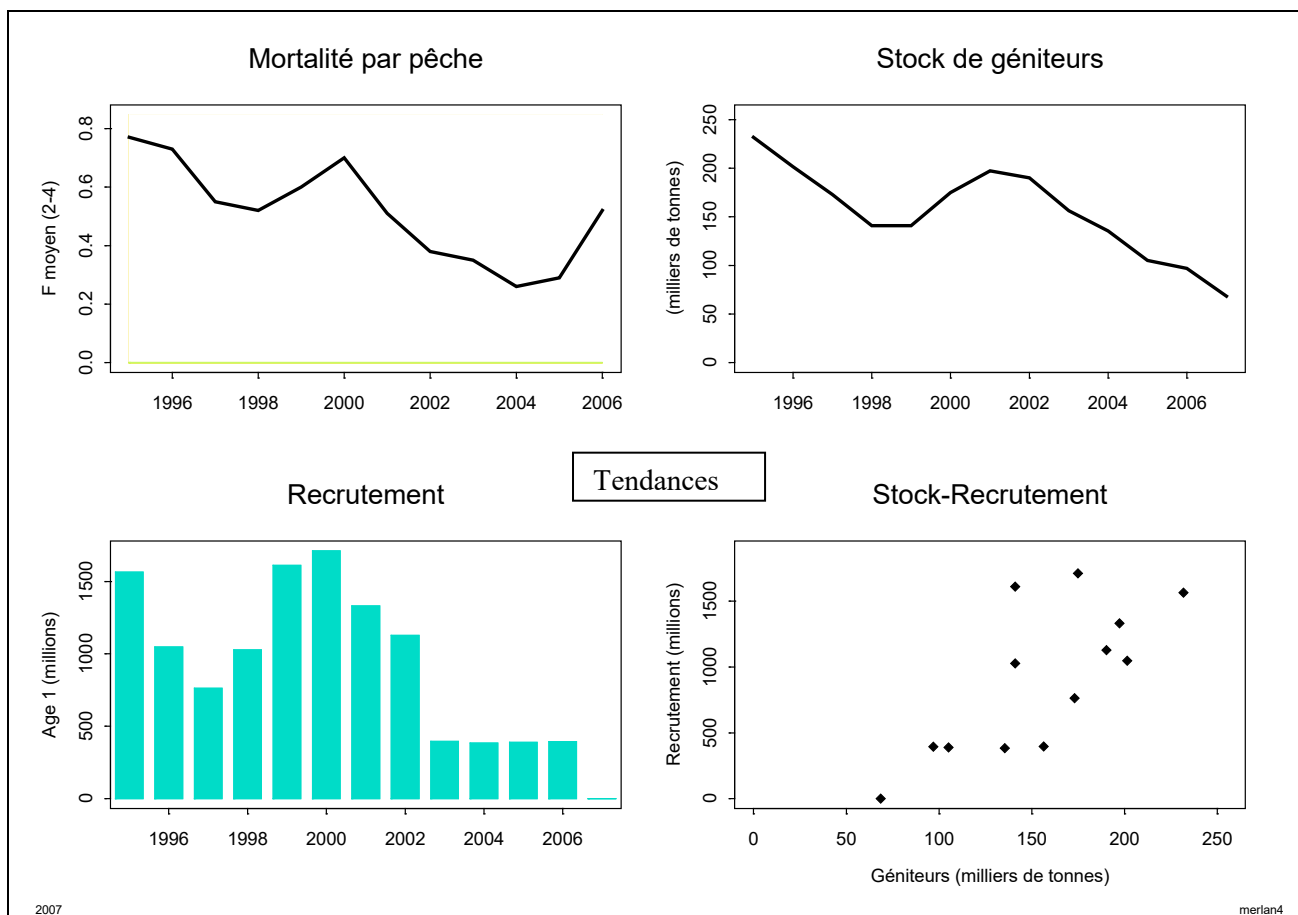 Mortalité par pêche
F moyen (2-4)
0.8
0.6
0.4
0.2
0.0
1996 1998 2000 2002 2004 2006
Stock de géniteurs
(milliers de tonnes)
250
200
150
100
50
0
1996 1998 2000 2002 2004 2006
Tendances
Recrutement
Age 1 (millions)
1500
1000
500
0
1996 1998 2000 2002 2004 2006
Stock-Recrutement
Recrutement (millions)
1500
1000
500
0
0 50 100 150 200 250
Géniteurs (milliers de tonnes)
2007
merlan4